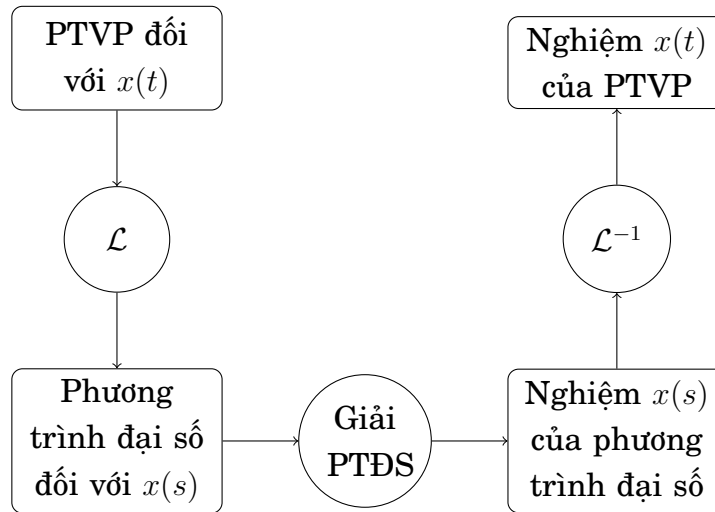 PTVP đối
với x(t)
Nghiệm x(t)
của PTVP
ℒ
ℒ⁻¹
Phương
trình đại số
đối với x(s)
Giải
PTĐS
Nghiệm x(s)
của phương
trình đại số